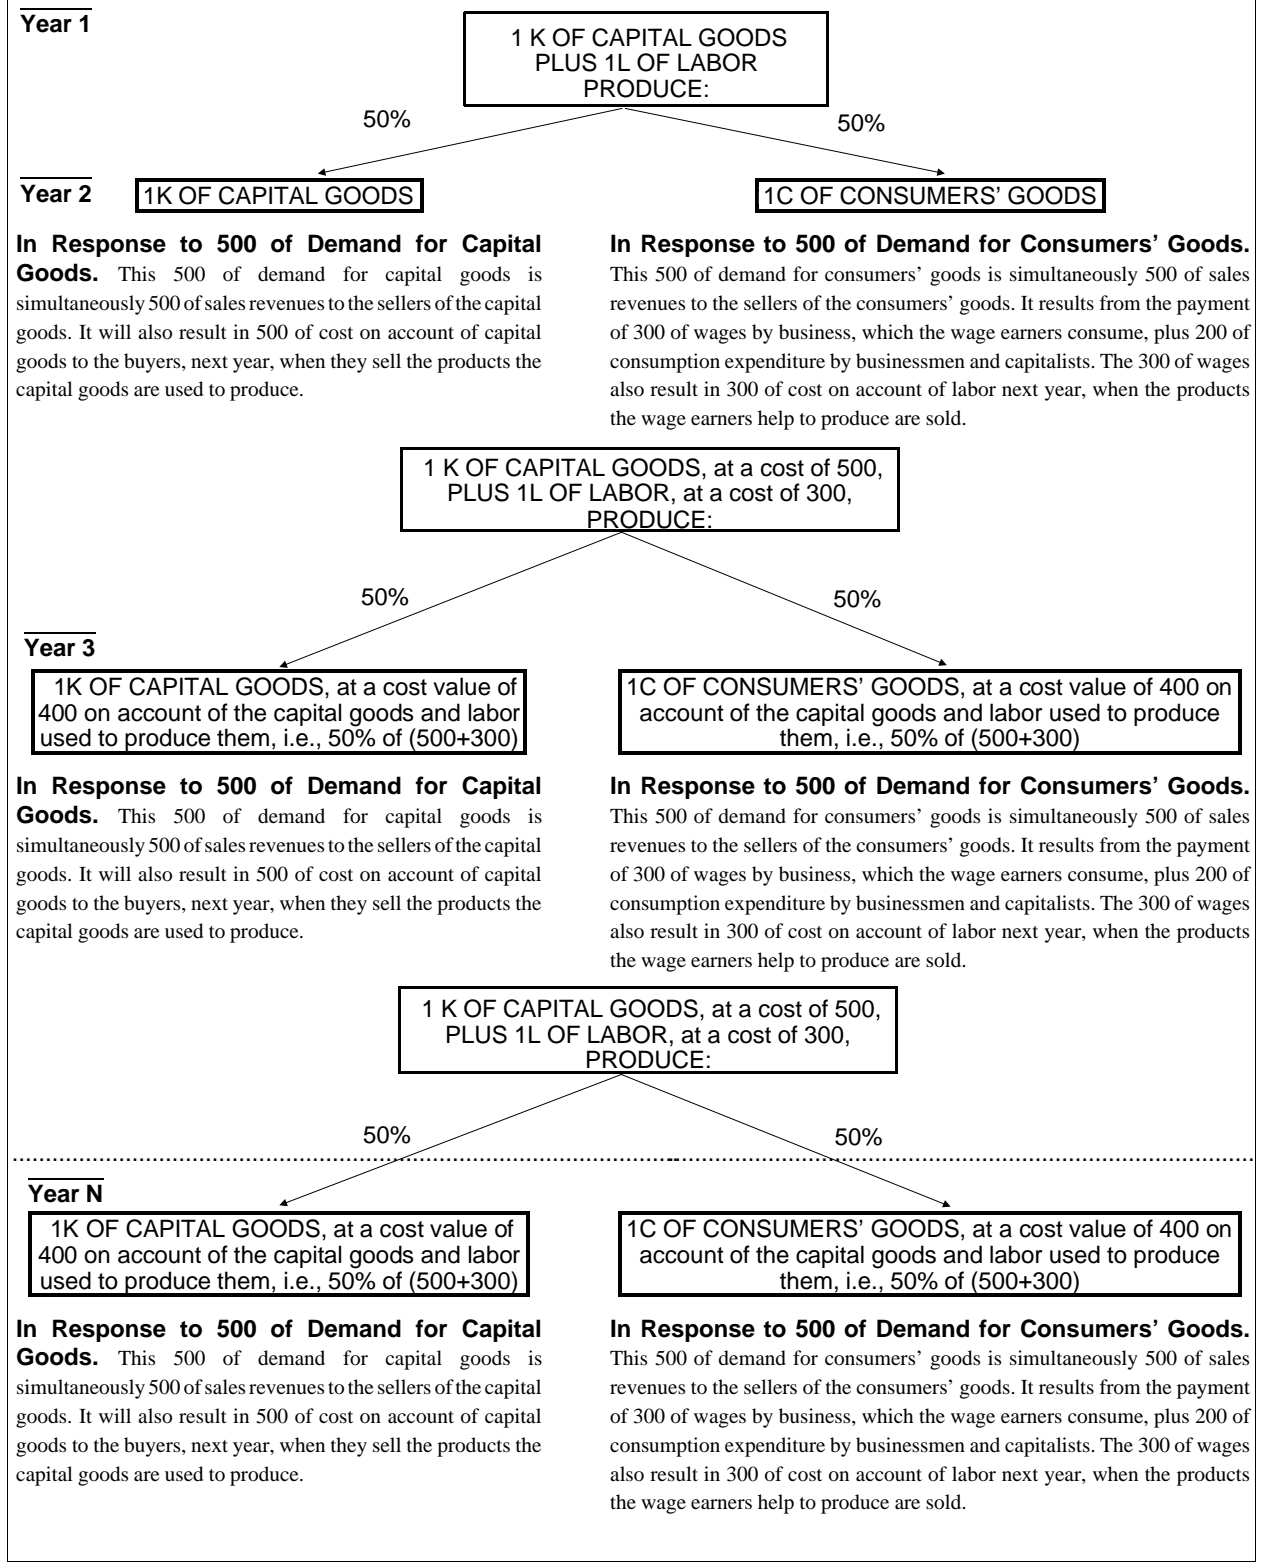 Year 1
1 K OF CAPITAL GOODS
PLUS 1L OF LABOR
PRODUCE:
50%
50%
Year 2
1K OF CAPITAL GOODS
1C OF CONSUMERS' GOODS
In Response to 500 of Demand for Capital
Goods. This 500 of demand for capital goods is
simultaneously 500 of sales revenues to the sellers of the capital
goods. It will also result in 500 of cost on account of capital
goods to the buyers, next year, when they sell the products the
capital goods are used to produce.
In Response to 500 of Demand for Consumers' Goods.
This 500 of demand for consumers' goods is simultaneously 500 of sales
revenues to the sellers of the consumers' goods. It results from the payment
of 300 of wages by business, which the wage earners consume, plus 200 of
consumption expenditure by businessmen and capitalists. The 300 of wages
also result in 300 of cost on account of labor next year, when the products
the wage earners help to produce are sold.
1 K OF CAPITAL GOODS, at a cost of 500,
PLUS 1L OF LABOR, at a cost of 300,
PRODUCE:
50%
50%
Year 3
1K OF CAPITAL GOODS, at a cost value of
400 on account of the capital goods and labor
used to produce them, i.e., 50% of (500+300)
1C OF CONSUMERS' GOODS, at a cost value of 400 on
account of the capital goods and labor used to produce
them, i.e., 50% of (500+300)
In Response to 500 of Demand for Capital
Goods. This 500 of demand for capital goods is
simultaneously 500 of sales revenues to the sellers of the capital
goods. It will also result in 500 of cost on account of capital
goods to the buyers, next year, when they sell the products the
capital goods are used to produce.
In Response to 500 of Demand for Consumers' Goods.
This 500 of demand for consumers' goods is simultaneously 500 of sales
revenues to the sellers of the consumers' goods. It results from the payment
of 300 of wages by business, which the wage earners consume, plus 200 of
consumption expenditure by businessmen and capitalists. The 300 of wages
also result in 300 of cost on account of labor next year, when the products
the wage earners help to produce are sold.
1 K OF CAPITAL GOODS, at a cost of 500,
PLUS 1L OF LABOR, at a cost of 300,
PRODUCE:
50%
50%
Year N
1K OF CAPITAL GOODS, at a cost value of
400 on account of the capital goods and labor
used to produce them, i.e., 50% of (500+300)
1C OF CONSUMERS' GOODS, at a cost value of 400 on
account of the capital goods and labor used to produce
them, i.e., 50% of (500+300)
In Response to 500 of Demand for Capital
Goods. This 500 of demand for capital goods is
simultaneously 500 of sales revenues to the sellers of the capital
goods. It will also result in 500 of cost on account of capital
goods to the buyers, next year, when they sell the products the
capital goods are used to produce.
In Response to 500 of Demand for Consumers' Goods.
This 500 of demand for consumers' goods is simultaneously 500 of sales
revenues to the sellers of the consumers' goods. It results from the payment
of 300 of wages by business, which the wage earners consume, plus 200 of
consumption expenditure by businessmen and capitalists. The 300 of wages
also result in 300 of cost on account of labor next year, when the products
the wage earners help to produce are sold.